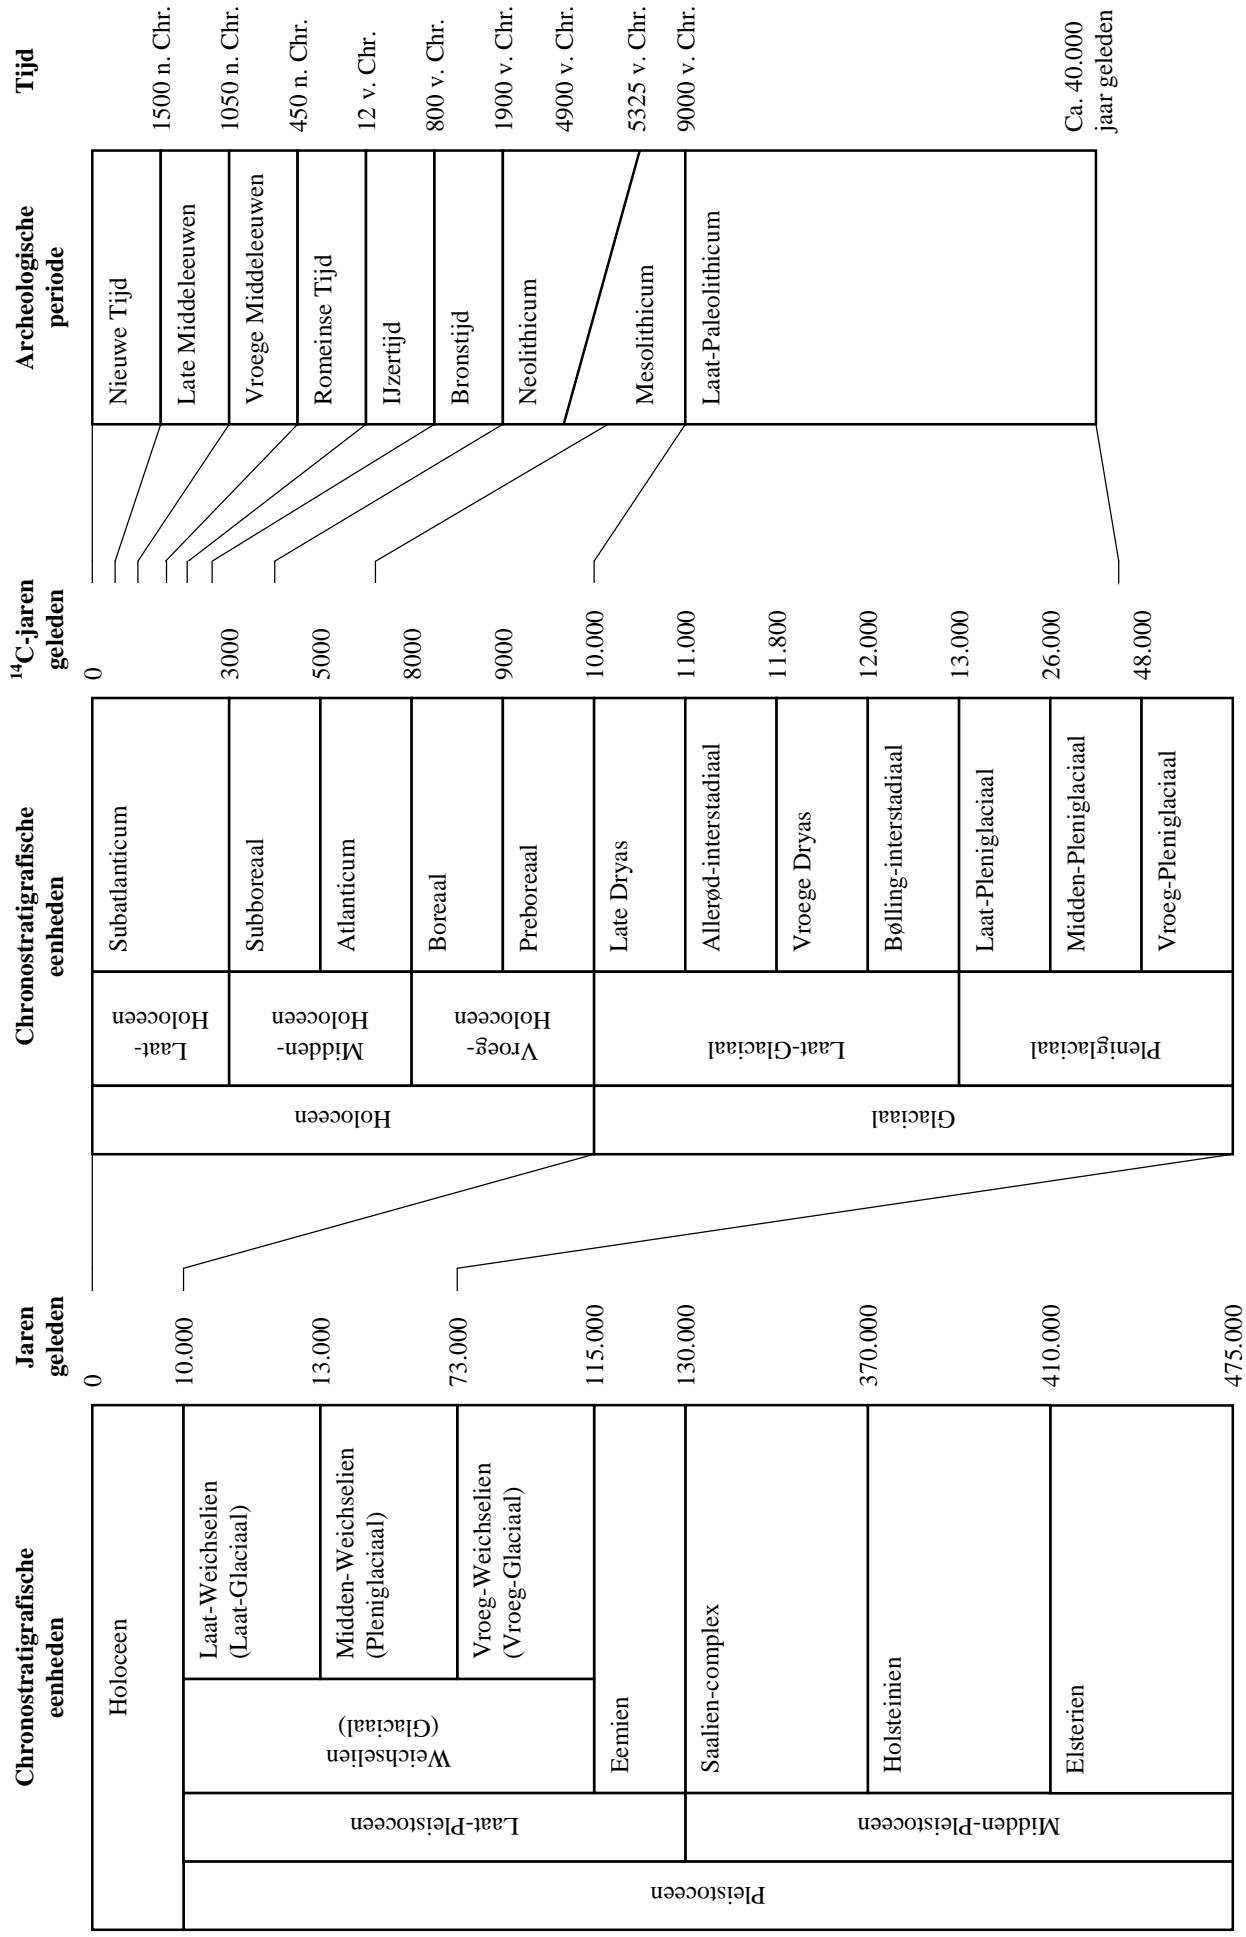 Chronostratigrafische
eenheden
Jaren
geleden
Chronostratigrafische
eenheden
14C-jaren
geleden
Archeologische
periode
Tijd
Holoceen
Pleistoceen
Laat-Pleistoceen
Midden-Pleistoceen
Weichselien
(Glaciaal)
Laat-Weichselien
(Laat-Glaciaal)
Midden-Weichselien
(Pleniglaciaal)
Vroeg-Weichselien
(Vroeg-Glaciaal)
Eemien
Saalien-complex
Holsteinien
Elsterien
0
10.000
13.000
73.000
115.000
130.000
370.000
410.000
475.000
Holoceen
Glaciaal
Laat-
Holoceen
Midden-
Holoceen
Vroeg-
Holoceen
Laat-Glaciaal
Pleniglaciaal
Subatlanticum
Subboreaal
Atlanticum
Boreaal
Preboreaal
Late Dryas
Allerød-interstadiaal
Vroege Dryas
Bølling-interstadiaal
Laat-Pleniglaciaal
Midden-Pleniglaciaal
Vroeg-Pleniglaciaal
0
3000
5000
8000
9000
10.000
11.000
11.800
12.000
13.000
26.000
48.000
Nieuwe Tijd
Late Middeleeuwen
Vroege Middeleeuwen
Romeinse Tijd
IJzertijd
Bronstijd
Neolithicum
Mesolithicum
Laat-Paleolithicum
1500 n. Chr.
1050 n. Chr.
450 n. Chr.
12 v. Chr.
800 v. Chr.
1900 v. Chr.
4900 v. Chr.
5325 v. Chr.
9000 v. Chr.
Ca. 40.000
jaar geleden